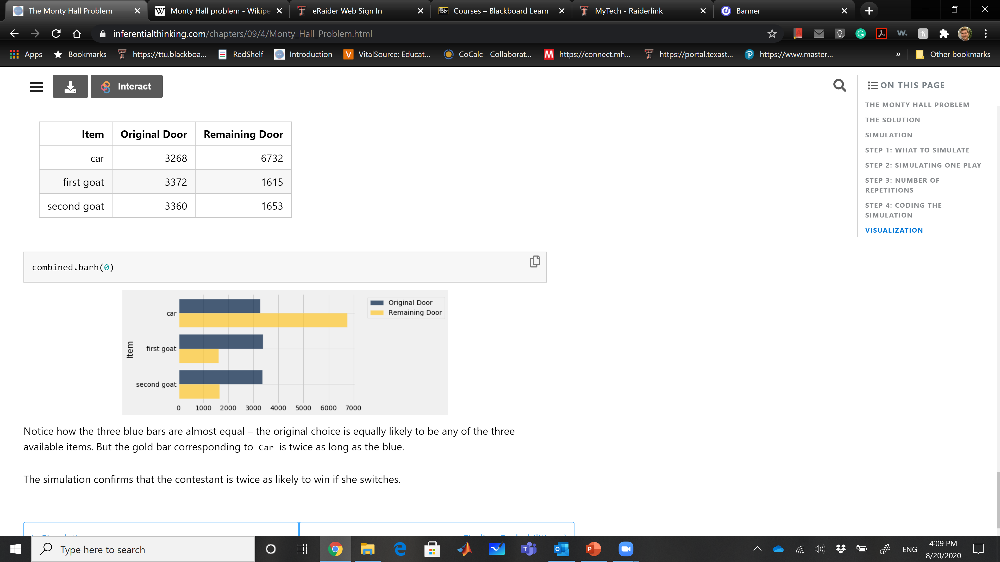 The Monty Hall Problem
Monty Hall problem - Wikipe
eRaider Web Sign In
Bb Courses – Blackboard Learn
MyTech - Raiderlink
Banner
inferentialthinking.com/chapters/09/4/Monty_Hall_Problem.html
Apps
Bookmarks
https://ttu.blackboa...
RedShelf
Introduction
VitalSource: Educat...
CoCalc - Collaborat...
https://connect.mh...
https://portal.texast...
https://www.master...
»
Other bookmarks
Interact
Item Original Door Remaining Door
car 3268 6732
first goat 3372 1615
second goat 3360 1653
combined.barh(0)
Original Door
Remaining Door
car
first goat
second goat
Item
0 1000 2000 3000 4000 5000 6000 7000
Notice how the three blue bars are almost equal – the original choice is equally likely to be any of the three
available items. But the gold bar corresponding to Car is twice as long as the blue.
The simulation confirms that the contestant is twice as likely to win if she switches.
ON THIS PAGE
THE MONTY HALL PROBLEM
THE SOLUTION
SIMULATION
STEP 1: WHAT TO SIMULATE
STEP 2: SIMULATING ONE PLAY
STEP 3: NUMBER OF
REPETITIONS
STEP 4: CODING THE
SIMULATION
VISUALIZATION
Type here to search
ENG
4:09 PM
8/20/2020